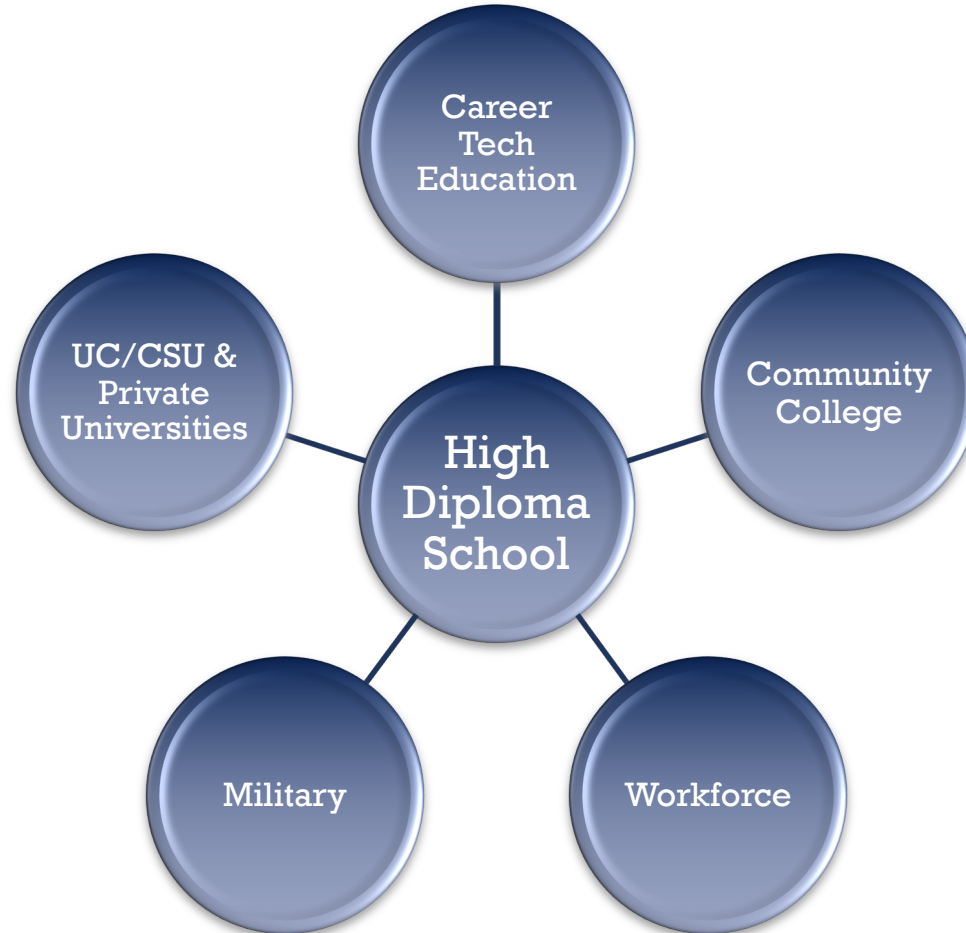 Career
Tech
Education
UC/CSU &
Private
Universities
Community
College
High
Diploma
School
Military
Workforce